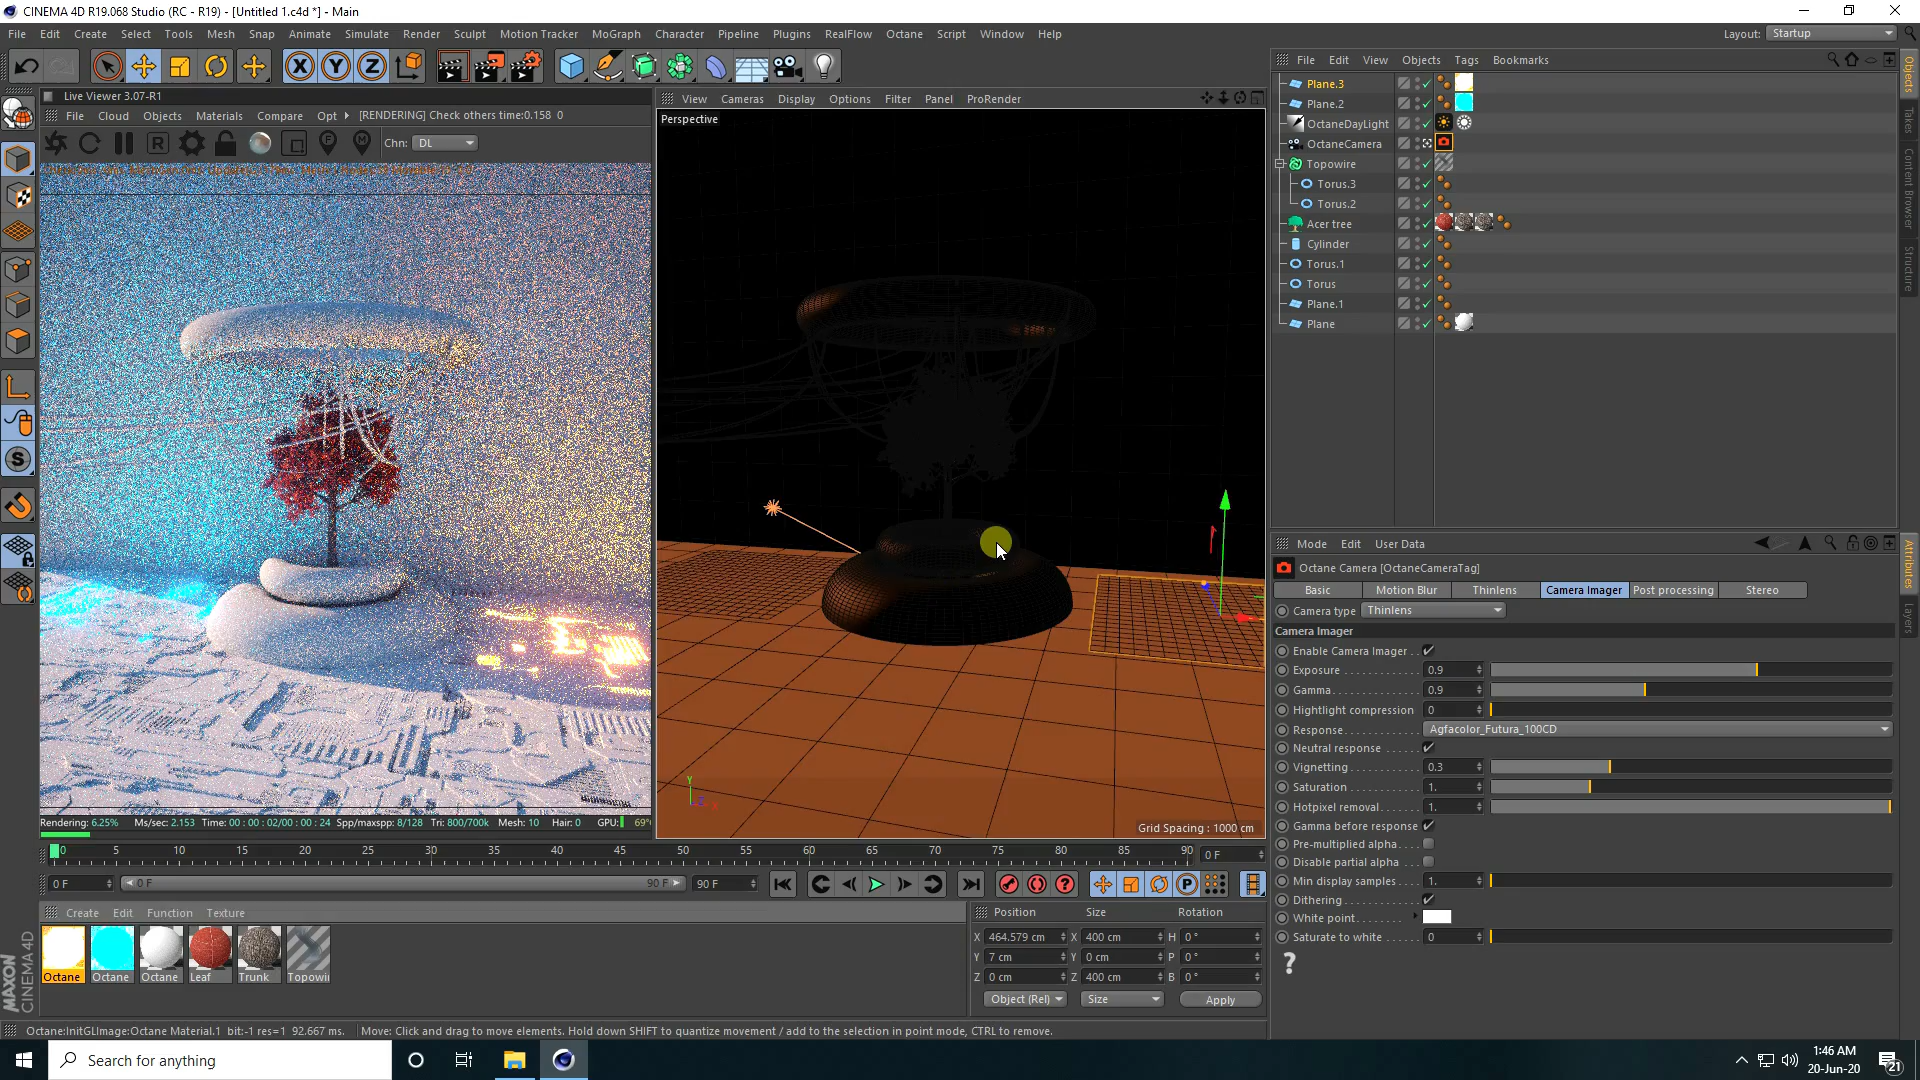 CINEMA 4D R19.068 Studio (RC - R19) - [Untitled 1.c4d *] - Main
File Edit Create Select Tools Mesh Snap Animate Simulate Render Sculpt Motion Tracker MoGraph Character Pipeline Plugins RealFlow Octane Script Window Help
Layout: Startup
Live Viewer 3.07-R1
File Cloud Objects Materials Compare Opt [RENDERING] Check others time:0.158 0
Chn: DL
View Cameras Display Options Filter Panel ProRender
Perspective
Grid Spacing : 1000 cm
Rendering: 6.25% Ms/sec: 2.153 Time: 00 : 00 : 02/00 : 00 : 24 Spp/maxspp: 8/128 Tri: 800/700k Mesh: 10 Hair: 0 GPU: 69°
File Edit View Objects Tags Bookmarks
Plane.3
Plane.2
OctaneDayLight
OctaneCamera
Topowire
Torus.3
Torus.2
Acer tree
Cylinder
Torus.1
Torus
Plane.1
Plane
Objects
Takes
Content Browser
Structure
Attributes
Layers
Mode Edit User Data
Octane Camera [OctaneCameraTag]
Basic Motion Blur Thinlens Camera Imager Post processing Stereo
Camera type Thinlens
Camera Imager
Enable Camera Imager . .
Exposure 0.9
Gamma 0.9
Hightlight compression 0
Response Agfacolor_Futura_100CD
Neutral response
Vignetting 0.3
Saturation 1.
Hotpixel removal 1.
Gamma before response
Pre-multiplied alpha
Disable partial alpha
Min display samples 1.
Dithering
White point
Saturate to white 0
?
0 5 10 15 20 25 30 35 40 45 50 55 60 65 70 75 80 85 90 0 F
0 F 0 F 90 F 90 F
Create Edit Function Texture
Octane Octane Octane Leaf Trunk Topowi
Position Size Rotation
X 464.579 cm X 400 cm H 0 °
Y 7 cm Y 0 cm P 0 °
Z 0 cm Z 400 cm B 0 °
Object (Rel) Size Apply
MAXON CINEMA 4D
Octane:InitGLImage:Octane Material.1 bit:-1 res=1 92.667 ms. Move: Click and drag to move elements. Hold down SHIFT to quantize movement / add to the selection in point mode, CTRL to remove.
Search for anything
1:46 AM
20-Jun-20
21